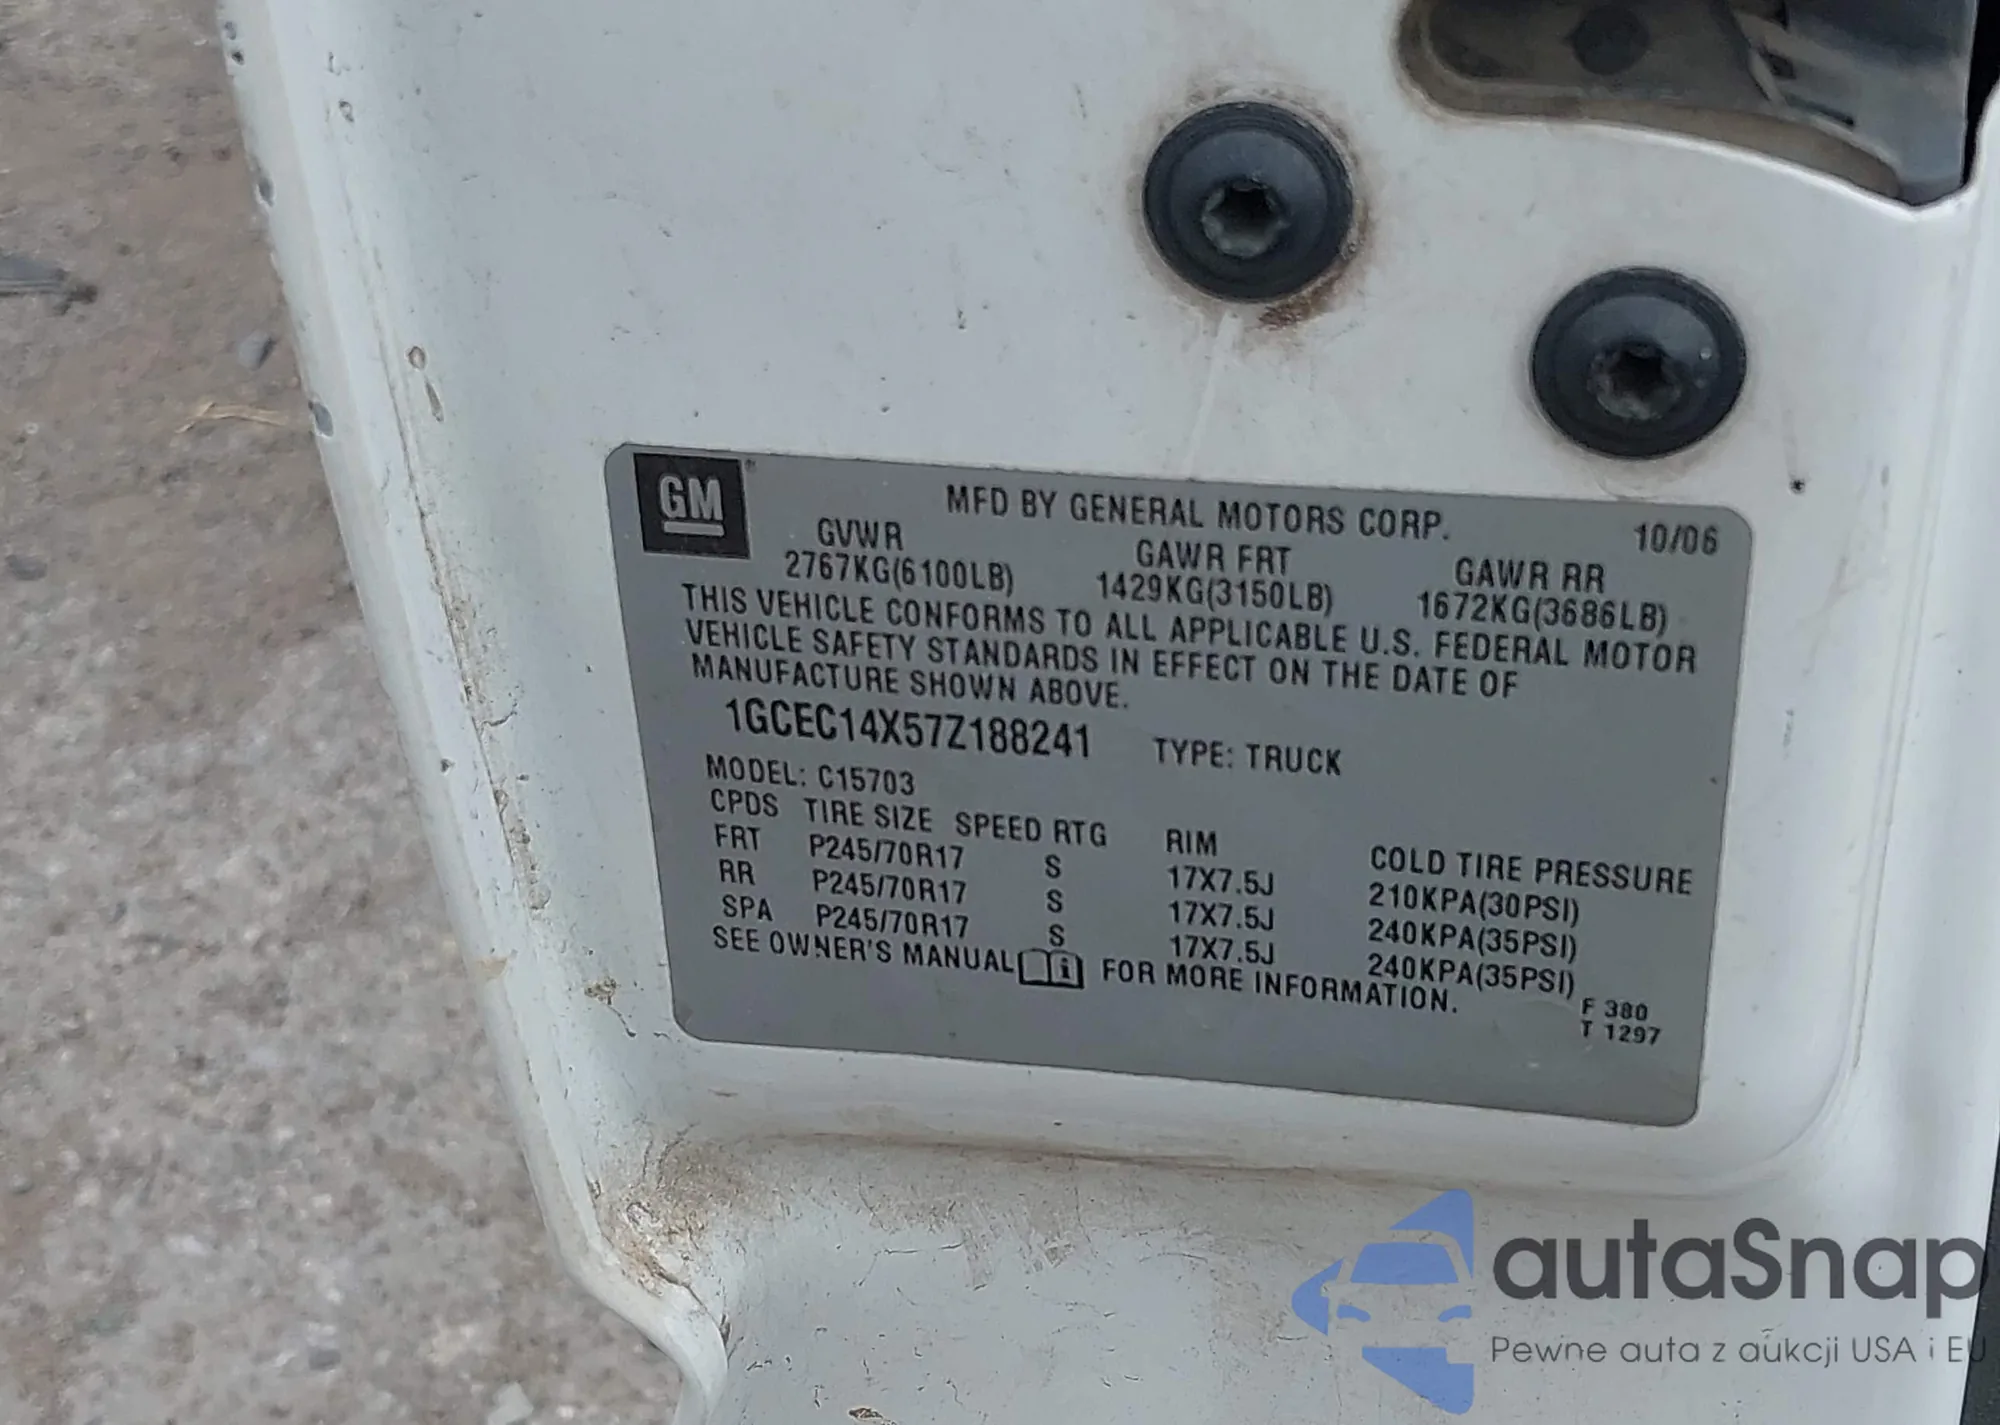 GM
MFD BY GENERAL MOTORS CORP. 10/06
GVWR GAWR FRT GAWR RR
2767KG(6100LB) 1429KG(3150LB) 1672KG(3686LB)
THIS VEHICLE CONFORMS TO ALL APPLICABLE U.S. FEDERAL MOTOR
VEHICLE SAFETY STANDARDS IN EFFECT ON THE DATE OF
MANUFACTURE SHOWN ABOVE.
1GCEC14X57Z188241 TYPE: TRUCK
MODEL: C15703
CPDS TIRE SIZE SPEED RTG RIM COLD TIRE PRESSURE
FRT P245/70R17 S 17X7.5J 210KPA(30PSI)
RR P245/70R17 S 17X7.5J 240KPA(35PSI)
SPA P245/70R17 S 17X7.5J 240KPA(35PSI)
SEE OWNER'S MANUAL FOR MORE INFORMATION.
F 380
T 1297
autaSnap
Pewne auta z aukcji USA i EU